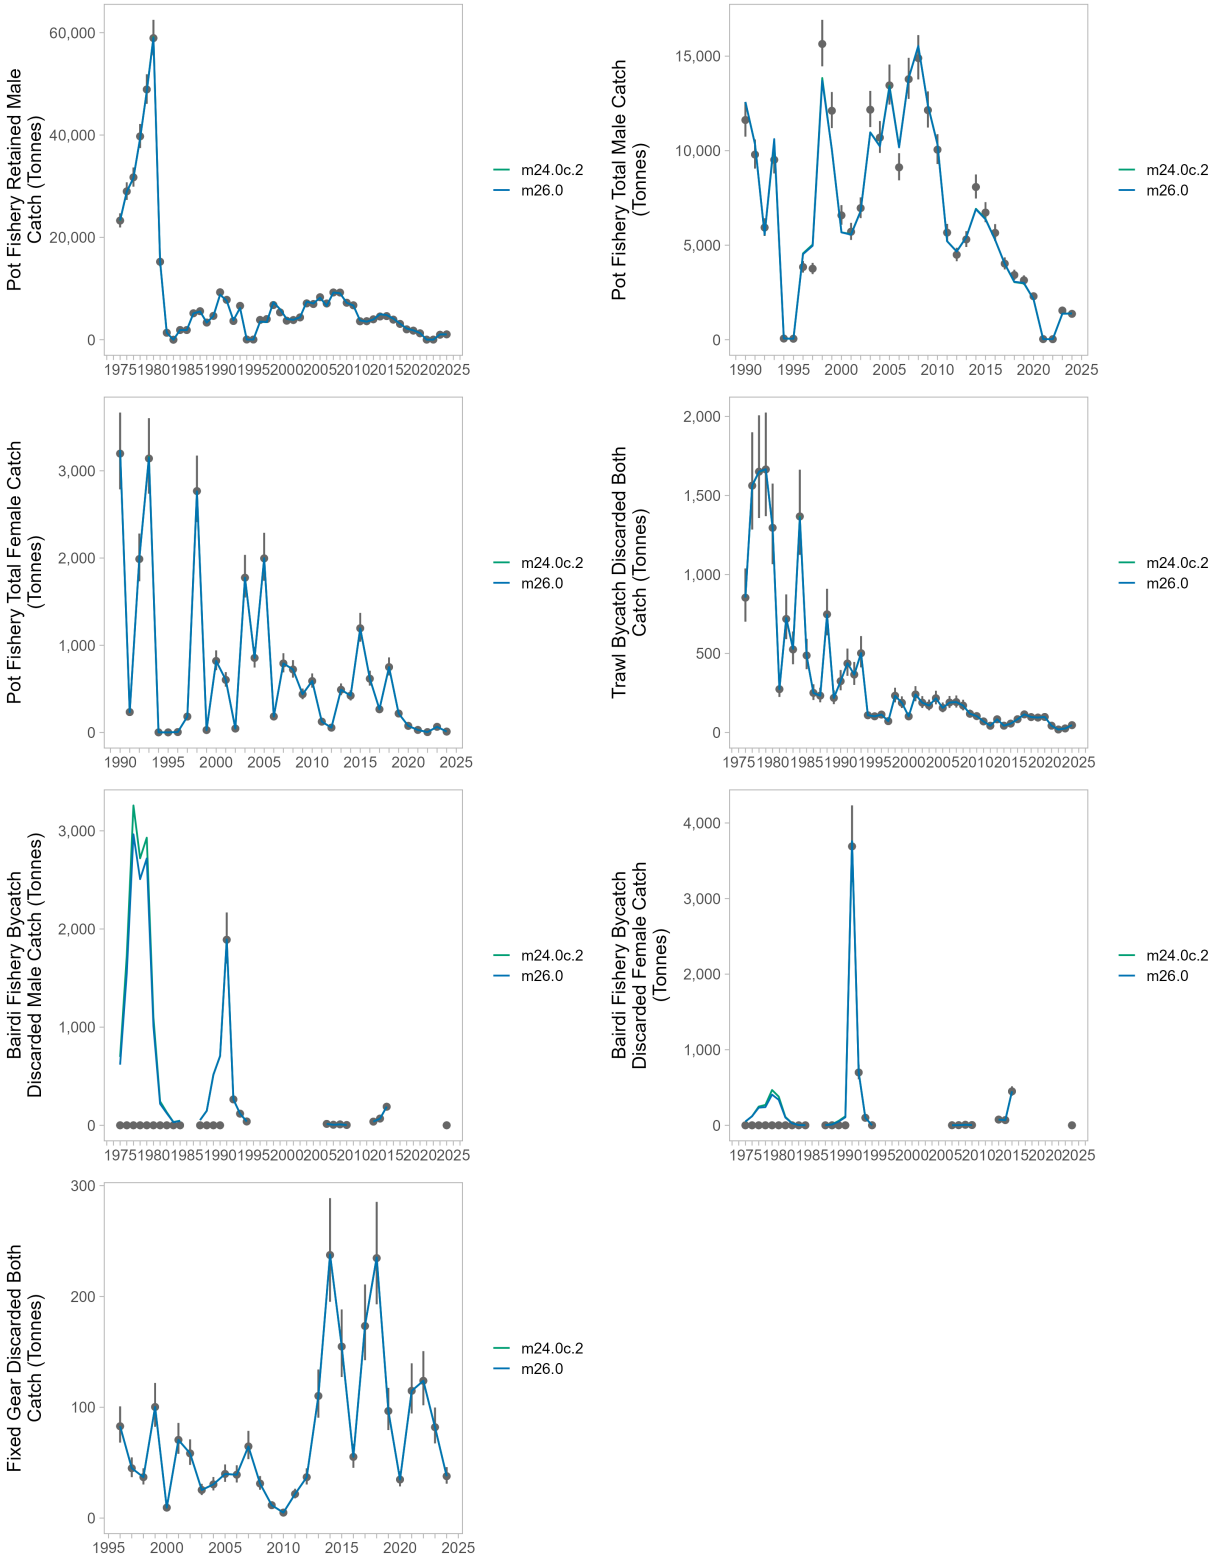 Pot Fishery Retained Male
Catch (Tonnes)
60,000
40,000
20,000
0
1975 1980 1985 1990 1995 2000 2005 2010 2015 2020 2025
m24.0c.2
m26.0
Pot Fishery Total Male Catch
(Tonnes)
15,000
10,000
5,000
0
1990 1995 2000 2005 2010 2015 2020 2025
m24.0c.2
m26.0
Pot Fishery Total Female Catch
(Tonnes)
3,000
2,000
1,000
0
1990 1995 2000 2005 2010 2015 2020 2025
m24.0c.2
m26.0
Trawl Bycatch Discarded Both
Catch (Tonnes)
2,000
1,500
1,000
500
0
1975 1980 1985 1990 1995 2000 2005 2010 2015 2020 2025
m24.0c.2
m26.0
Bairdi Fishery Bycatch
Discarded Male Catch (Tonnes)
3,000
2,000
1,000
0
1975 1980 1985 1990 1995 2000 2005 2010 2015 2020 2025
m24.0c.2
m26.0
Bairdi Fishery Bycatch
Discarded Female Catch
(Tonnes)
4,000
3,000
2,000
1,000
0
1975 1980 1985 1990 1995 2000 2005 2010 2015 2020 2025
m24.0c.2
m26.0
Fixed Gear Discarded Both
Catch (Tonnes)
300
200
100
0
1995 2000 2005 2010 2015 2020 2025
m24.0c.2
m26.0